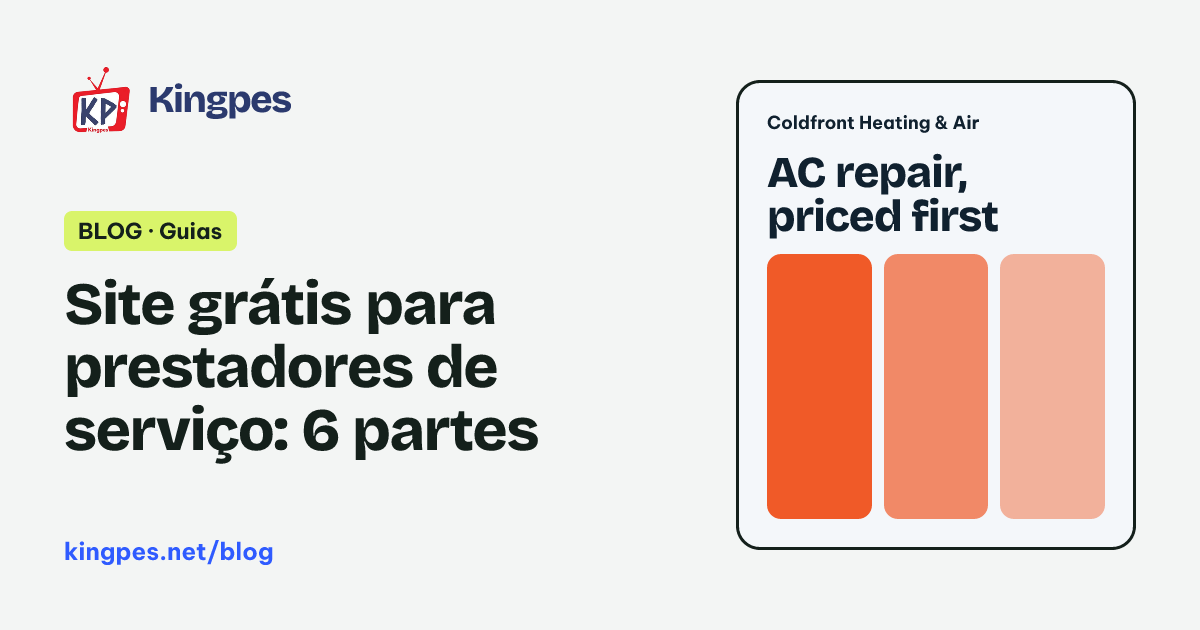 KP
Kingpes
Kingpes
BLOG · Guias
Site grátis para
prestadores de
serviço: 6 partes
kingpes.net/blog
Coldfront Heating & Air
AC repair,
priced first